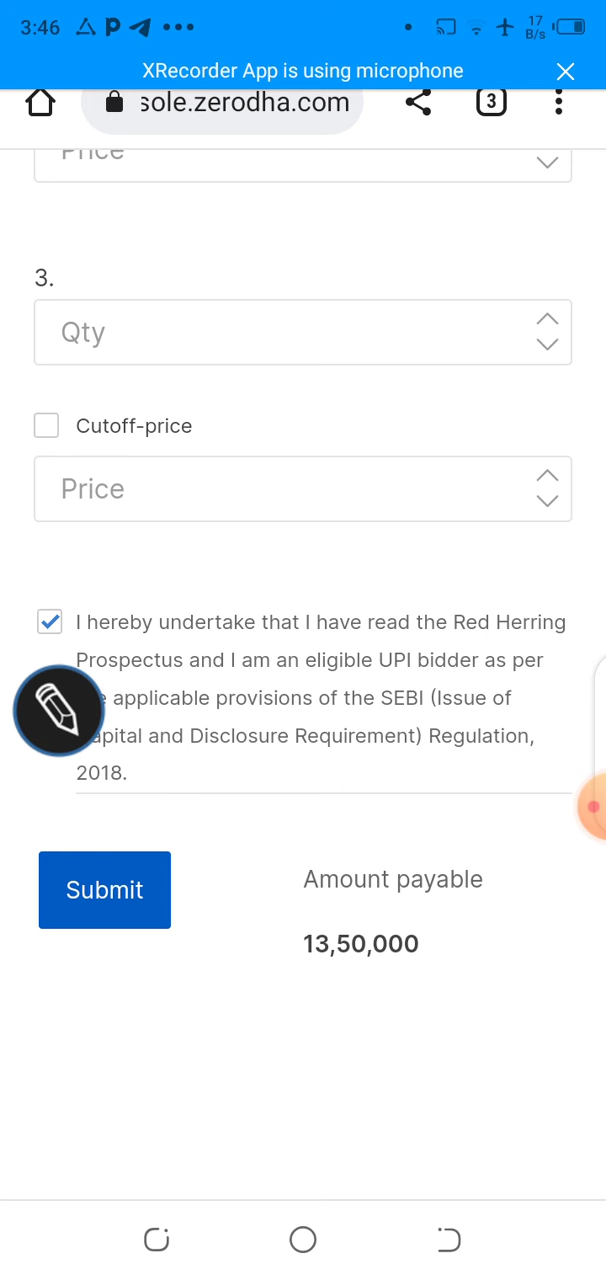 3:46
17
B/s
XRecorder App is using microphone
sole.zerodha.com
3
Price
3.
Qty
Cutoff-price
Price
I hereby undertake that I have read the Red Herring
Prospectus and I am an eligible UPI bidder as per
applicable provisions of the SEBI (Issue of
apital and Disclosure Requirement) Regulation,
2018.
Submit
Amount payable
13,50,000